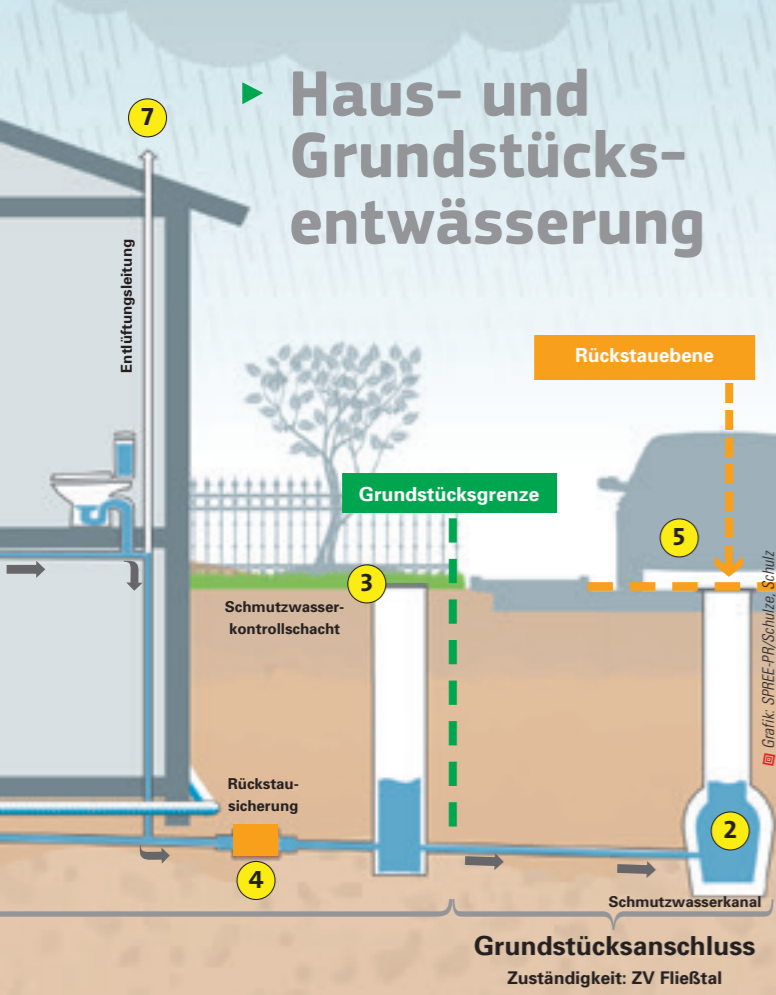 7
Haus- und
Grundstücks-
entwässerung
Entlüftungsleitung
Rückstauebene
Grundstücksgrenze
5
3
Schmutzwasser-
kontrollschacht
Grafik: SPREE-PR/Schulze, Schulz
Rückstau-
sicherung
2
4
Schmutzwasserkanal
Grundstücksanschluss
Zuständigkeit: ZV Fließtal